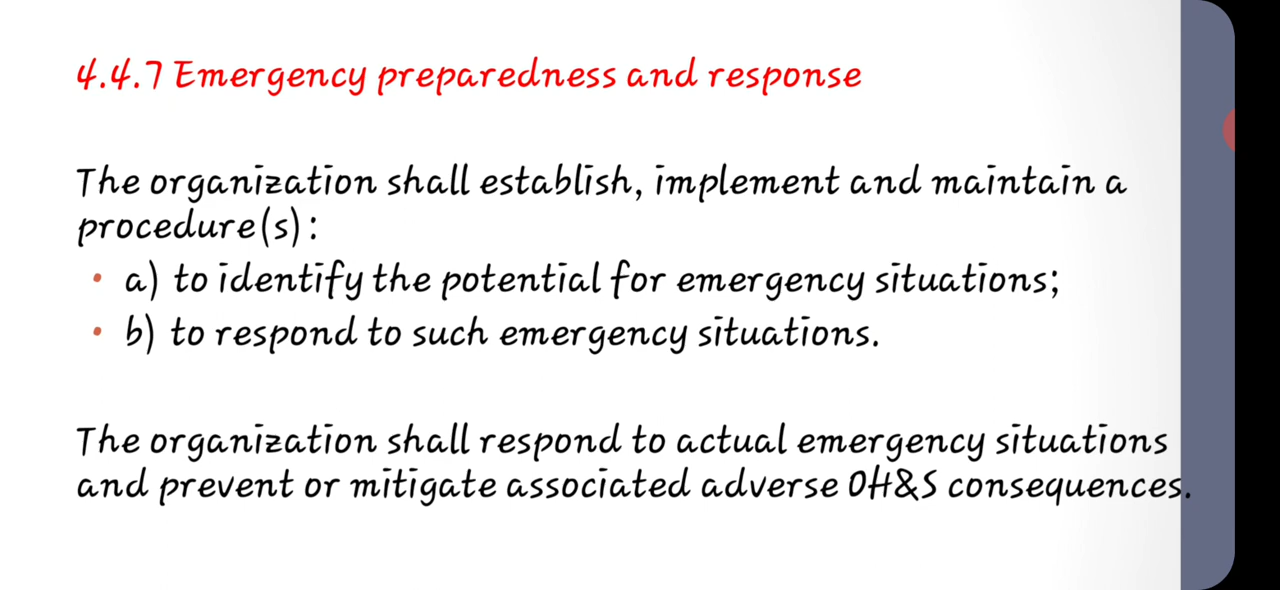 4.4.7 Emergency preparedness and response
The organization shall establish, implement and maintain a
procedure(s):
• a) to identify the potential for emergency situations;
• b) to respond to such emergency situations.
The organization shall respond to actual emergency situations
and prevent or mitigate associated adverse OH&S consequences.